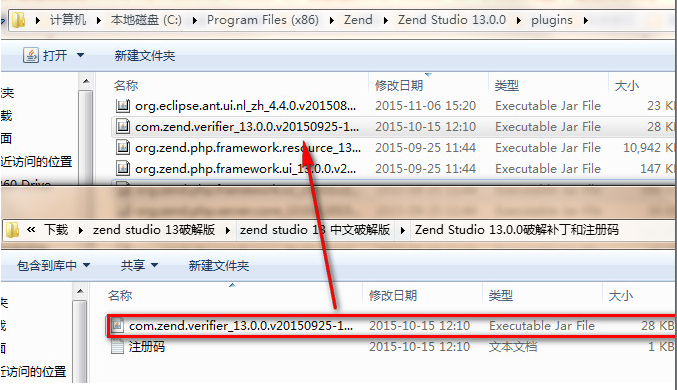 计算机 ▸ 本地磁盘 (C:) ▸ Program Files (x86) ▸ Zend ▸ Zend Studio 13.0.0 ▸ plugins ▸
打开 新建文件夹
名称 修改日期 类型 大小
org.eclipse.ant.ui.nl_zh_4.4.0.v201508... 2015-11-06 15:20 Executable Jar File 23 KB
载 com.zend.verifier_13.0.0.v20150925-1... 2015-10-15 12:10 Executable Jar File 28 KB
面 org.zend.php.framework.resource_13... 2015-09-25 11:44 Executable Jar File 10,942 KB
近访问的位置 org.zend.php.framework.ui_13.0.0.v2... 2015-09-25 11:44 Executable Jar File 147 KB
60 Drive
« 下载 ▸ zend studio 13破解版 ▸ zend studio 13 中文破解版 ▸ Zend Studio 13.0.0破解补丁和注册码
包含到库中 共享 新建文件夹
名称 修改日期 类型 大小
com.zend.verifier_13.0.0.v20150925-1... 2015-10-15 12:10 Executable Jar File 28 KB
面 注册码 2015-10-15 12:10 文本文档 1 KB
近访问的位置